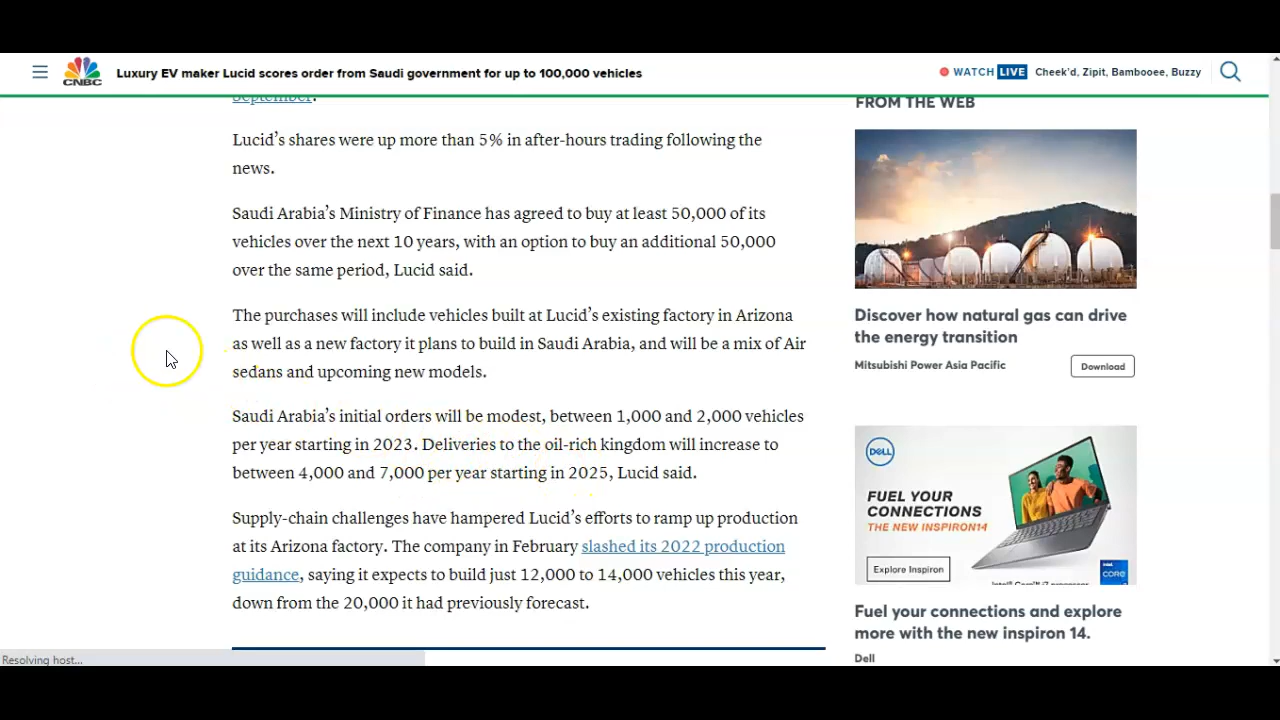 CNBC
Luxury EV maker Lucid scores order from Saudi government for up to 100,000 vehicles
WATCH LIVE Cheek'd, Zipit, Bambooee, Buzzy
September.
Lucid’s shares were up more than 5% in after-hours trading following the
news.
Saudi Arabia’s Ministry of Finance has agreed to buy at least 50,000 of its
vehicles over the next 10 years, with an option to buy an additional 50,000
over the same period, Lucid said.
The purchases will include vehicles built at Lucid’s existing factory in Arizona
as well as a new factory it plans to build in Saudi Arabia, and will be a mix of Air
sedans and upcoming new models.
Saudi Arabia’s initial orders will be modest, between 1,000 and 2,000 vehicles
per year starting in 2023. Deliveries to the oil-rich kingdom will increase to
between 4,000 and 7,000 per year starting in 2025, Lucid said.
Supply-chain challenges have hampered Lucid’s efforts to ramp up production
at its Arizona factory. The company in February slashed its 2022 production
guidance, saying it expects to build just 12,000 to 14,000 vehicles this year,
down from the 20,000 it had previously forecast.
FROM THE WEB
Discover how natural gas can drive
the energy transition
Mitsubishi Power Asia Pacific
Download
DELL
FUEL YOUR
CONNECTIONS
THE NEW INSPIRON14
Explore Inspiron
intel CORE i7
Fuel your connections and explore
more with the new inspiron 14.
Dell
Resolving host...